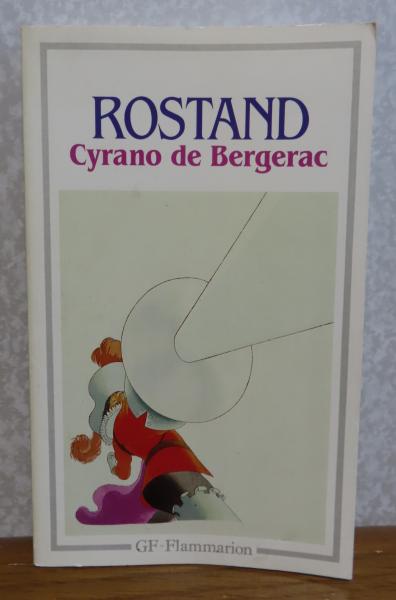 ROSTAND
Cyrano de Bergerac
GF-Flammarion